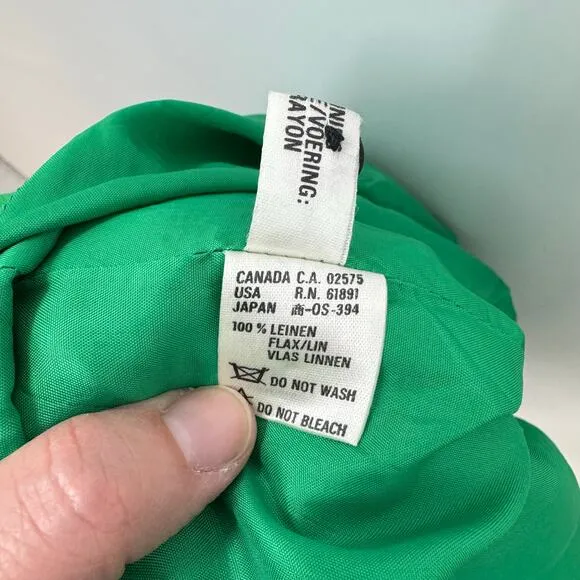 /VOERING:
RAYON
CANADA C.A. 02575
USA R.N. 61891
JAPAN 商-OS-394
100 % LEINEN
FLAX/LIN
VLAS LINNEN
DO NOT WASH
DO NOT BLEACH